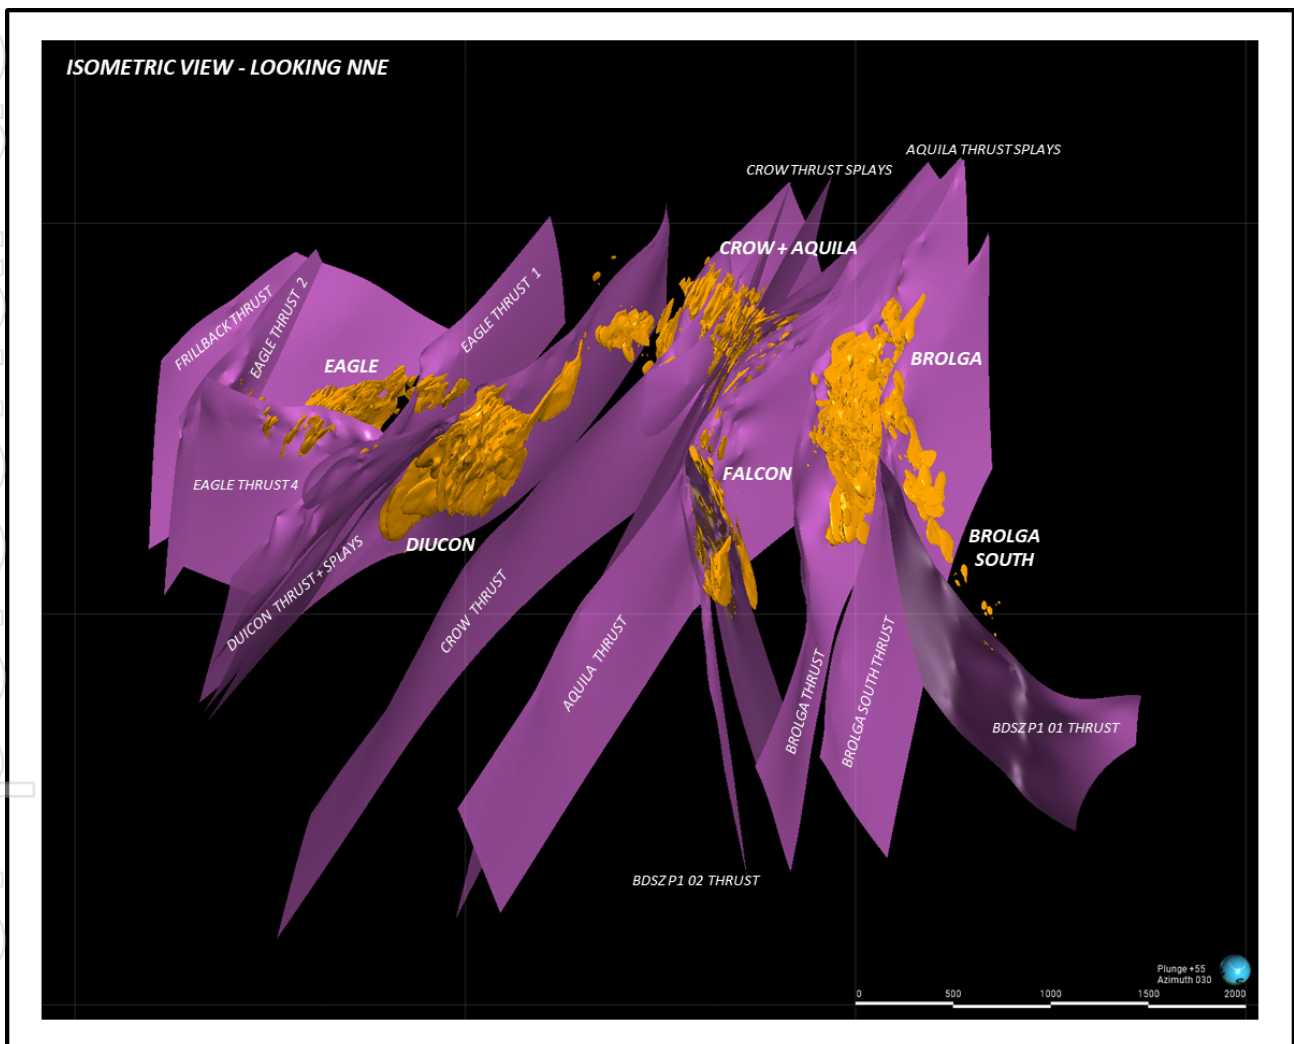 ISOMETRIC VIEW - LOOKING NNE
AQUILA THRUST SPLAYS
CROW THRUST SPLAYS
CROW + AQUILA
FRILLBACK THRUST
EAGLE THRUST 2
EAGLE THRUST 1
EAGLE
BROLGA
EAGLE THRUST 4
FALCON
DIUCON
BROLGA
SOUTH
DUICON THRUST + SPLAYS
CROW THRUST
AQUILA THRUST
BROLGA THRUST
BROLGA SOUTH THRUST
BDSZ P1 01 THRUST
BDSZ P1 02 THRUST
Plunge +55
Azimuth 030
0 500 1000 1500 2000